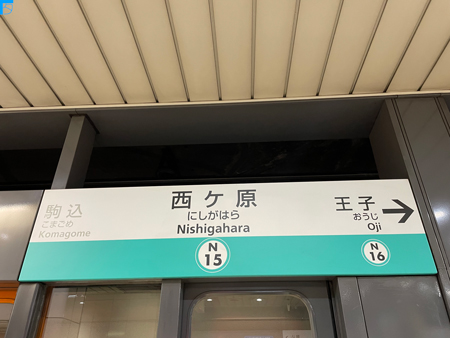 駒込
こまごめ
Komagome
西ケ原
にしがはら
Nishigahara
N
15
王子
おうじ
Oji
N
16